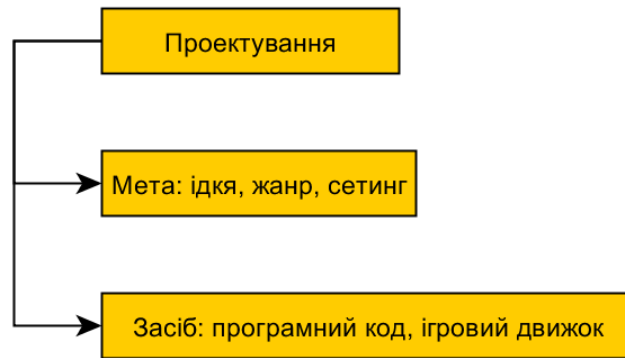 Проектування
Мета: ідкя, жанр, сетинг
Засіб: програмний код, ігровий движок